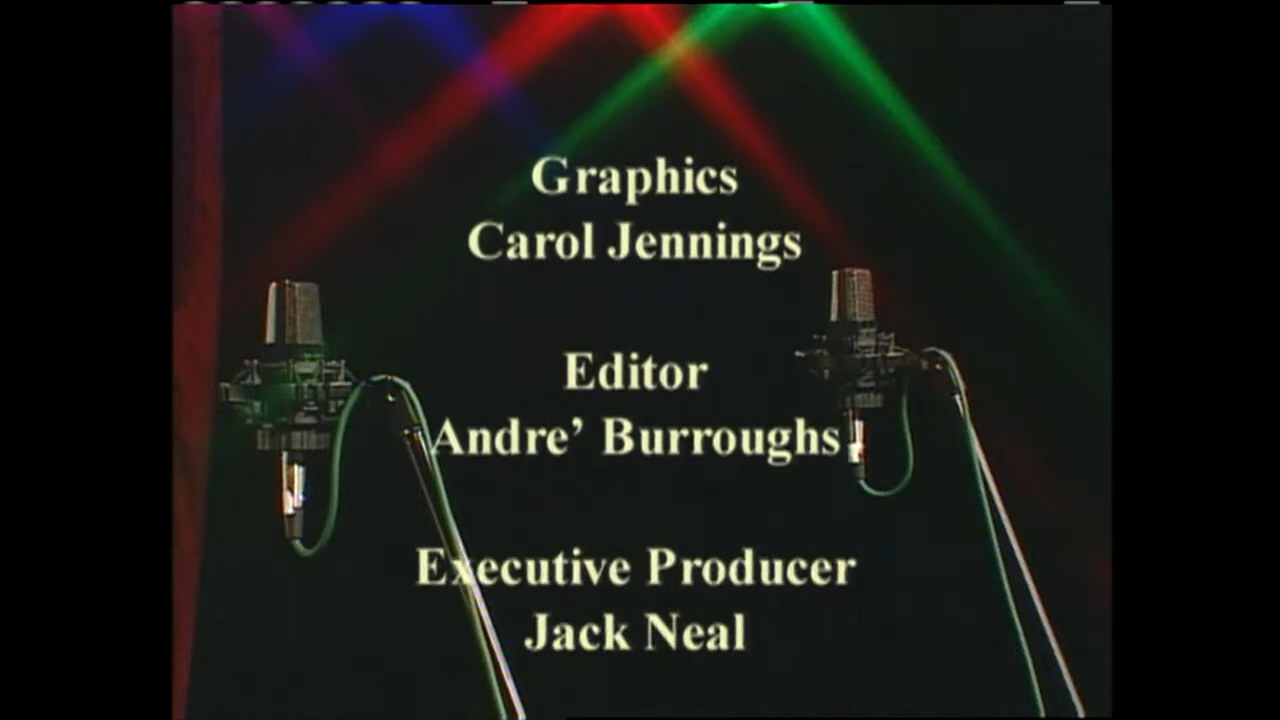 Graphics
Carol Jennings
Editor
Andre’ Burroughs
Executive Producer
Jack Neal